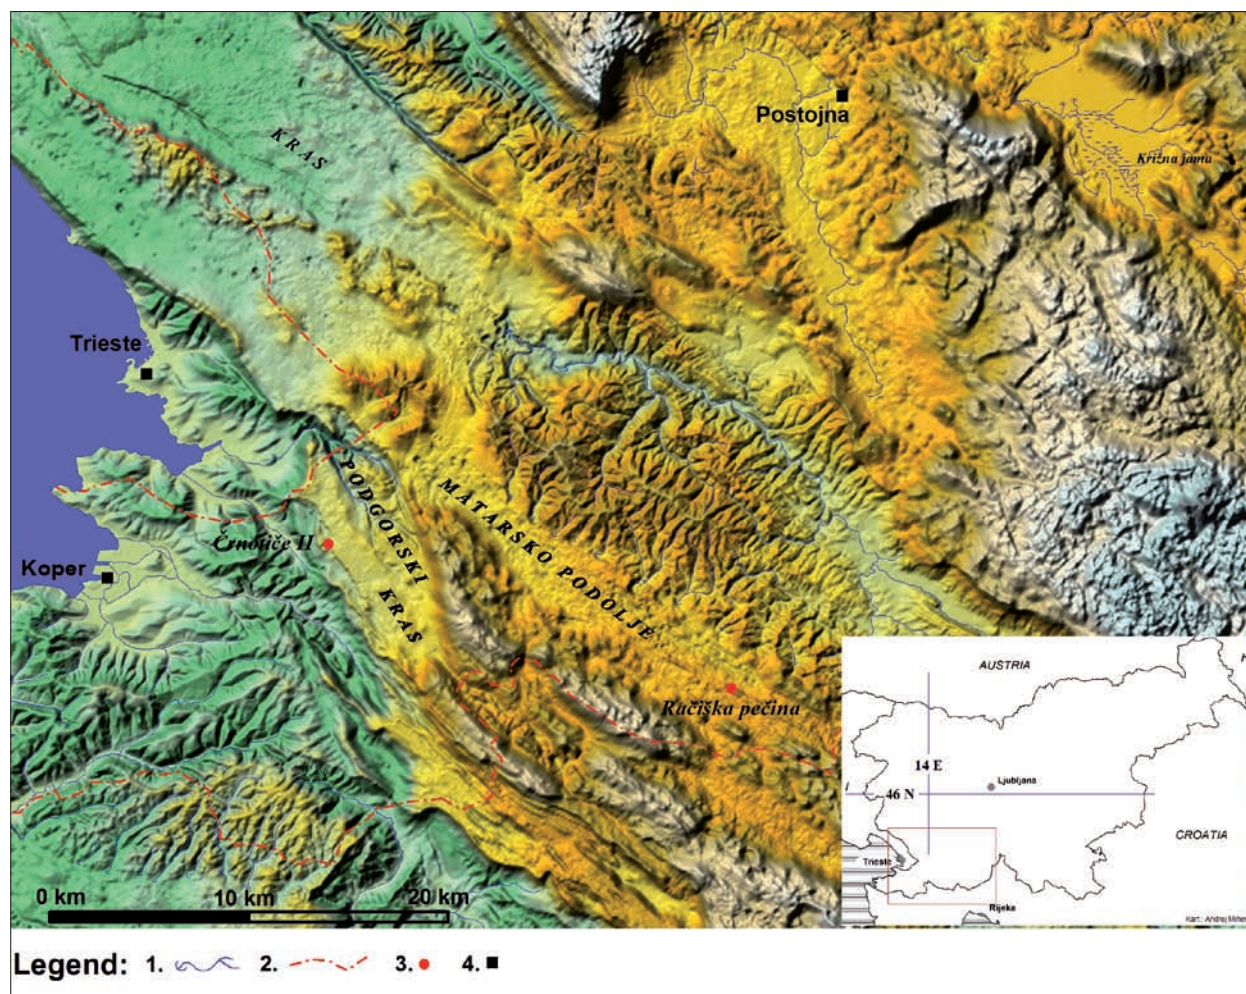 KRAS
Postojna
Križna jama
Trieste
PODGORSKI KRAS
MATARSKO PODOLJE
Črnotiče II
Koper
Račiška pečina
AUSTRIA
H
14 E
Ljubljana
46 N
I
CROATIA
Trieste
Rijeka
0 km 10 km 20 km
Legend: 1. 2. 3. 4.